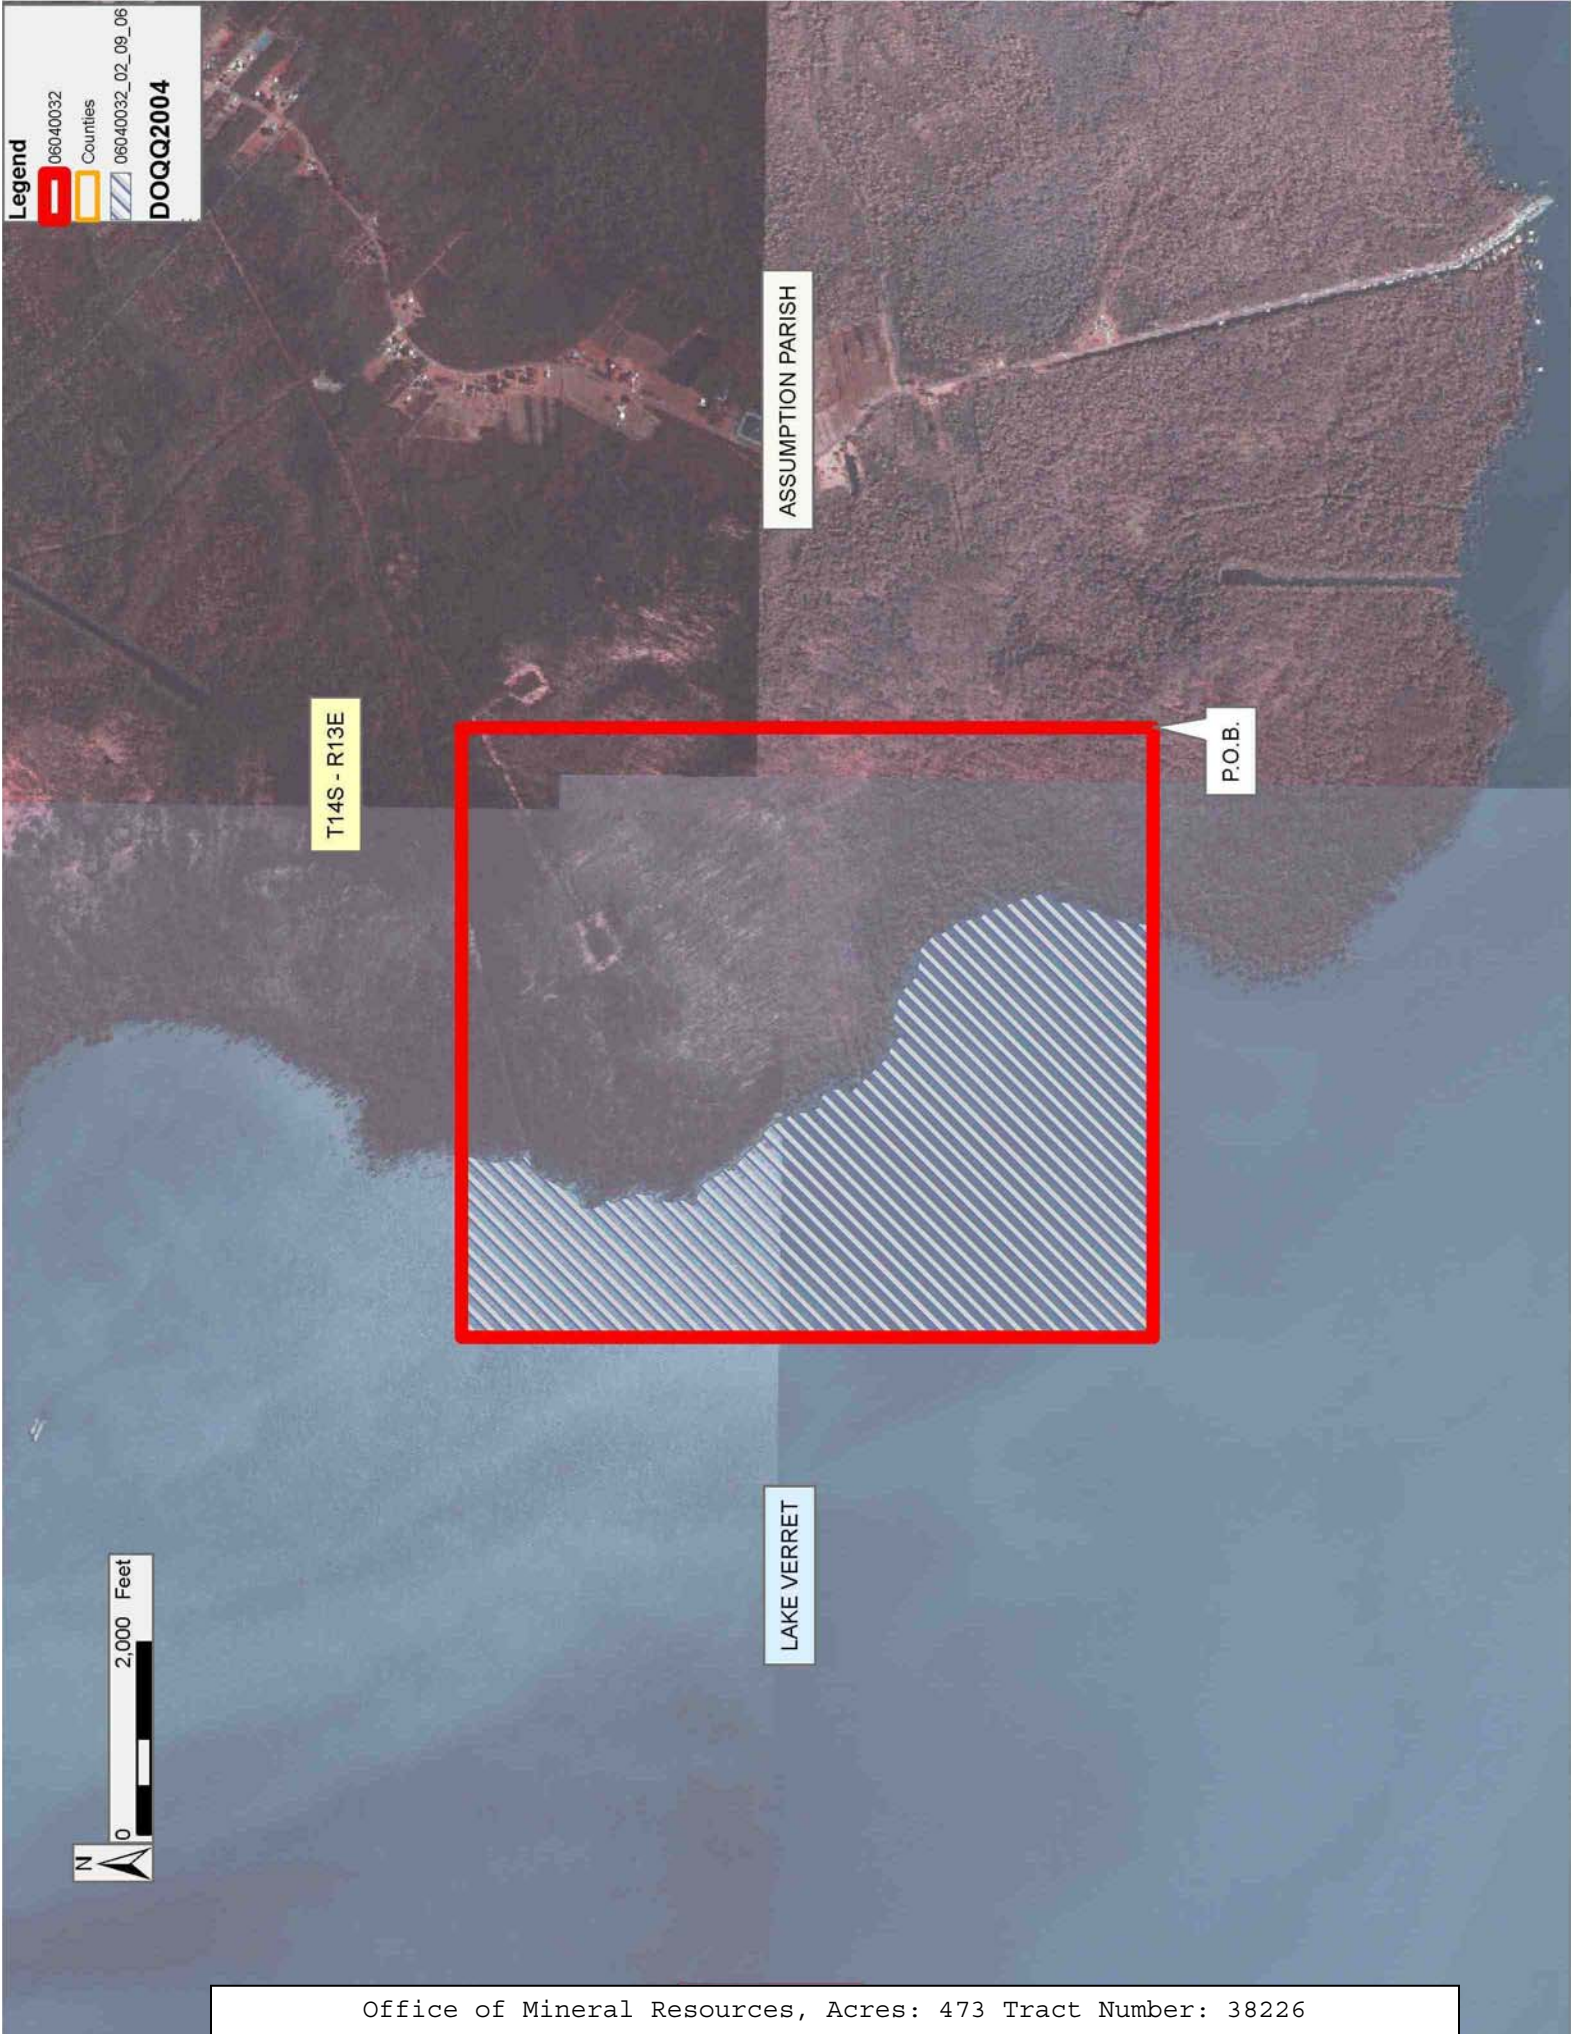 Legend
06040032
Counties
06040032_02_09_06
DOQQ2004
T14S - R13E
ASSUMPTION PARISH
P.O.B.
LAKE VERRET
N
0 2,000 Feet
Office of Mineral Resources, Acres: 473 Tract Number: 38226